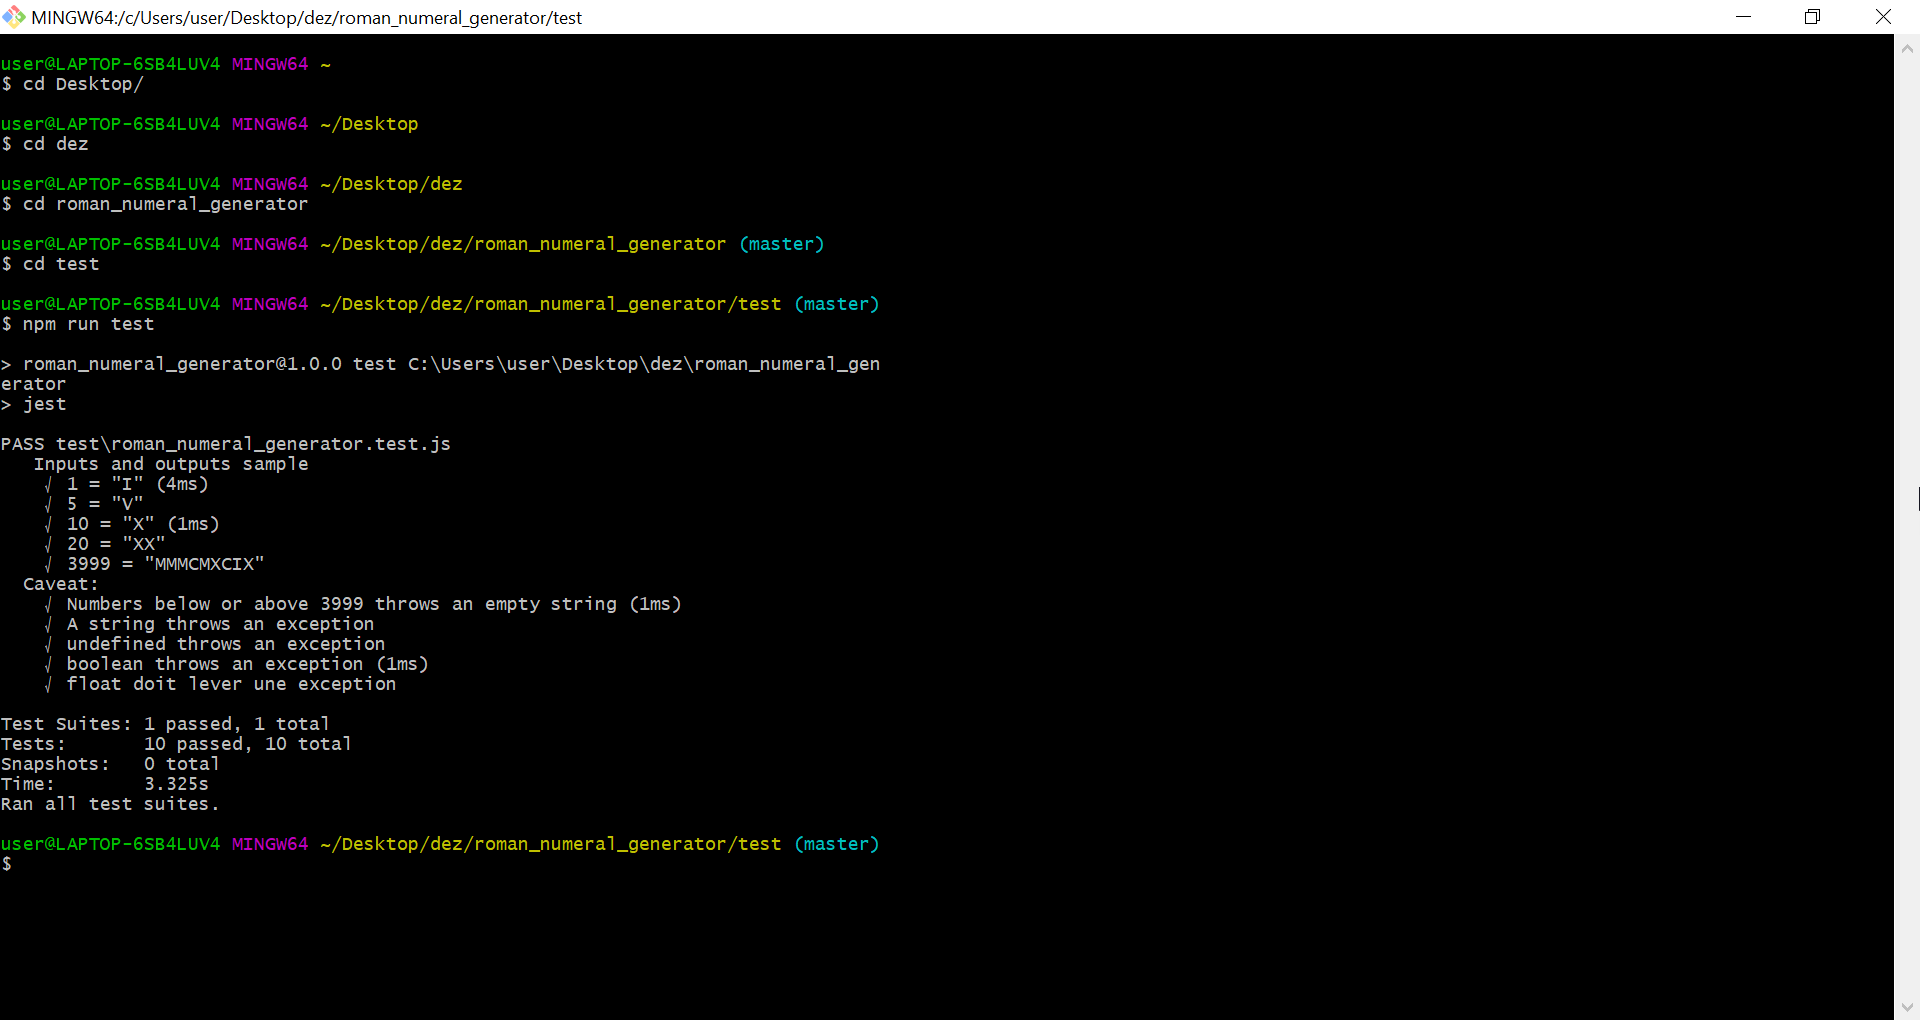 MINGW64:/c/Users/user/Desktop/dez/roman_numeral_generator/test
user@LAPTOP-6SB4LUV4 MINGW64 ~
$ cd Desktop/
user@LAPTOP-6SB4LUV4 MINGW64 ~/Desktop
$ cd dez
user@LAPTOP-6SB4LUV4 MINGW64 ~/Desktop/dez
$ cd roman_numeral_generator
user@LAPTOP-6SB4LUV4 MINGW64 ~/Desktop/dez/roman_numeral_generator (master)
$ cd test
user@LAPTOP-6SB4LUV4 MINGW64 ~/Desktop/dez/roman_numeral_generator/test (master)
$ npm run test
> roman_numeral_generator@1.0.0 test C:\Users\user\Desktop\dez\roman_numeral_gen
erator
> jest
PASS test\roman_numeral_generator.test.js
Inputs and outputs sample
√ 1 = "I" (4ms)
√ 5 = "V"
√ 10 = "X" (1ms)
√ 20 = "XX"
√ 3999 = "MMMCMXCIX"
Caveat:
√ Numbers below or above 3999 throws an empty string (1ms)
√ A string throws an exception
√ undefined throws an exception
√ boolean throws an exception (1ms)
√ float doit lever une exception
Test Suites: 1 passed, 1 total
Tests: 10 passed, 10 total
Snapshots: 0 total
Time: 3.325s
Ran all test suites.
user@LAPTOP-6SB4LUV4 MINGW64 ~/Desktop/dez/roman_numeral_generator/test (master)
$